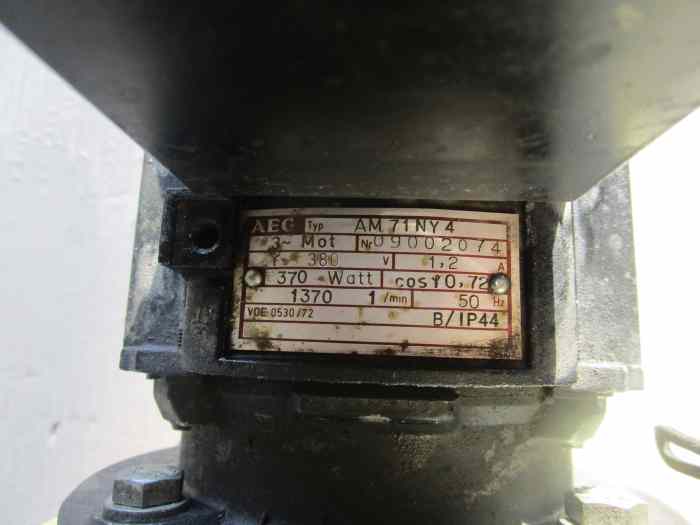 AEG Typ AM 71 NY 4
3~ Mot Nr 09002074
Y 380 V 1,2 A
370 Watt cosφ 0,72
1370 1/min 50 Hz
VDE 0530/72 B/IP44